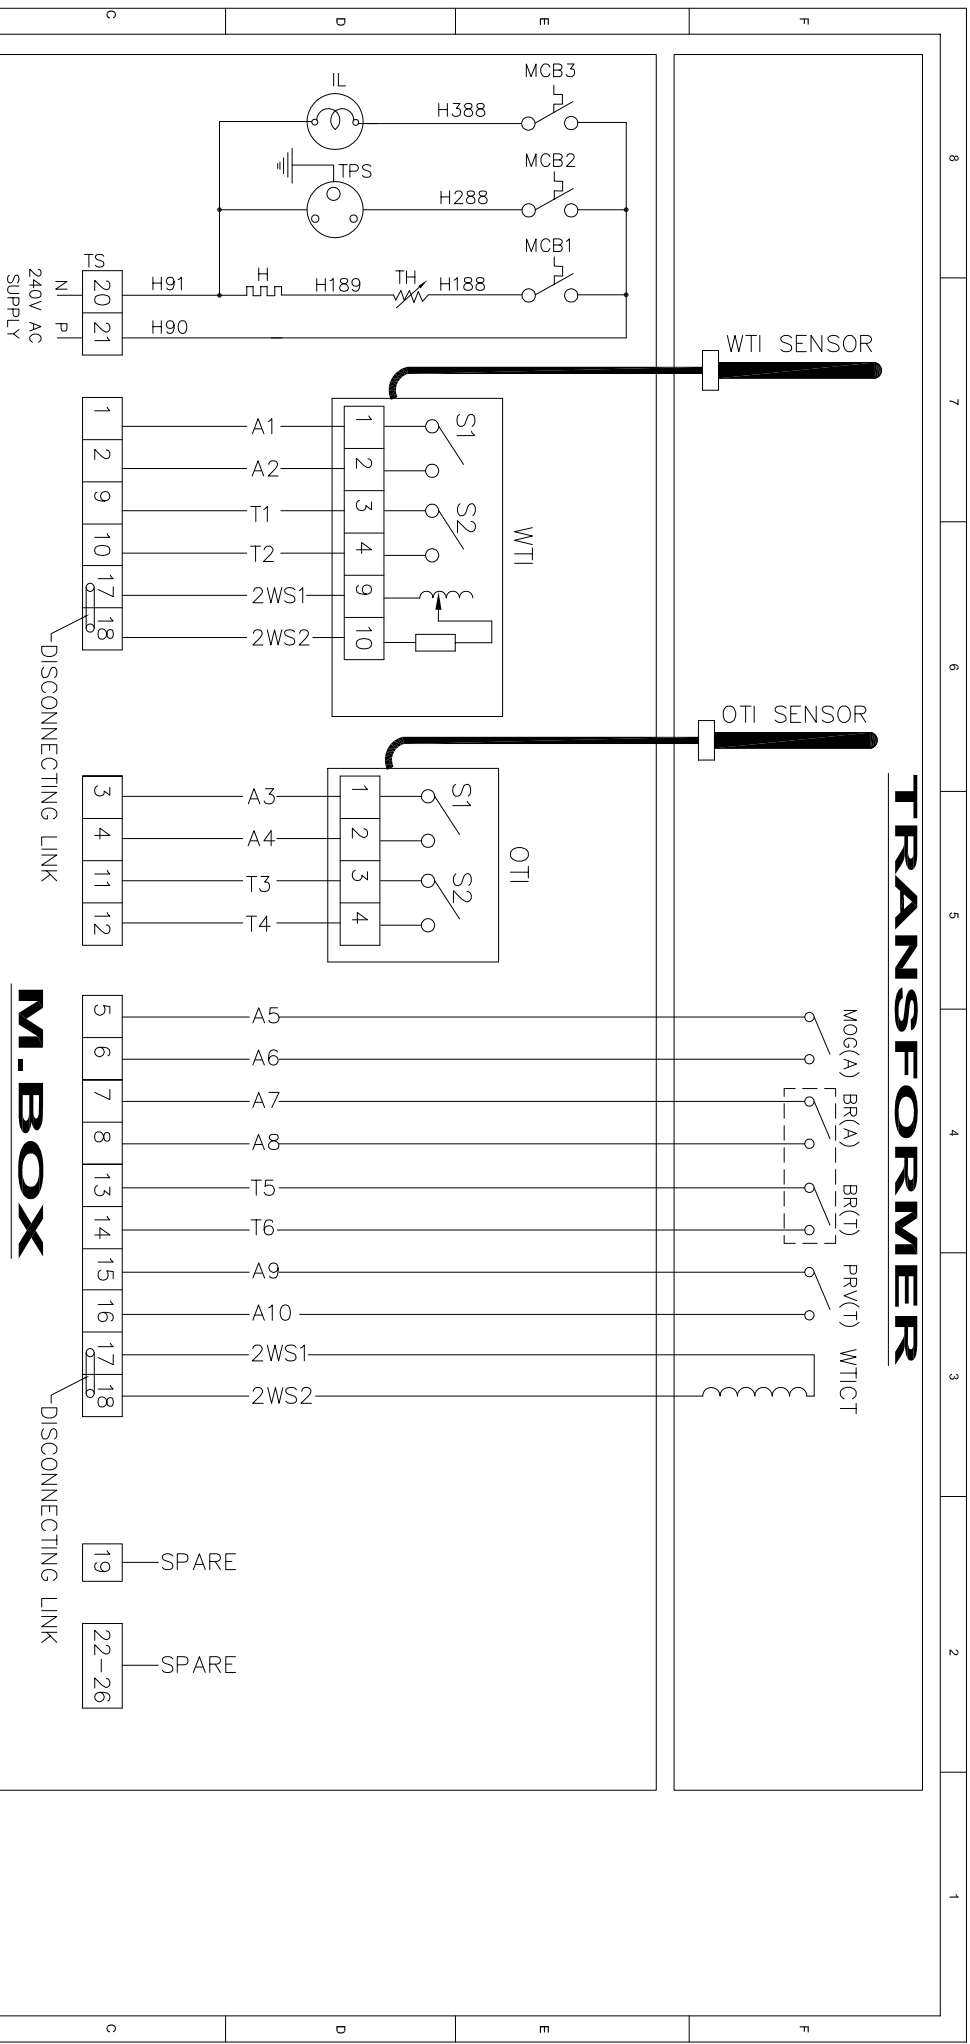 C
D
E
F
8
7
6
5
4
3
2
1
TRANSFORMER
IL
H388
MCB3
TPS
H288
MCB2
H
H189
TH
H188
MCB1
TS
20
21
H91
H90
N
P
240V AC
SUPPLY
WTI SENSOR
WTI
S1
S2
1
2
3
4
9
10
A1
A2
T1
T2
2WS1
2WS2
1
2
9
10
17
18
DISCONNECTING LINK
OTI SENSOR
OTI
S1
S2
1
2
3
4
A3
A4
T3
T4
3
4
11
12
MOG(A)
BR(A)
BR(T)
PRV(T)
WTICT
A5
A6
A7
A8
T5
T6
A9
A10
2WS1
2WS2
5
6
7
8
13
14
15
16
17
18
DISCONNECTING LINK
M.BOX
19
SPARE
22-26
SPARE
C
D
E
F